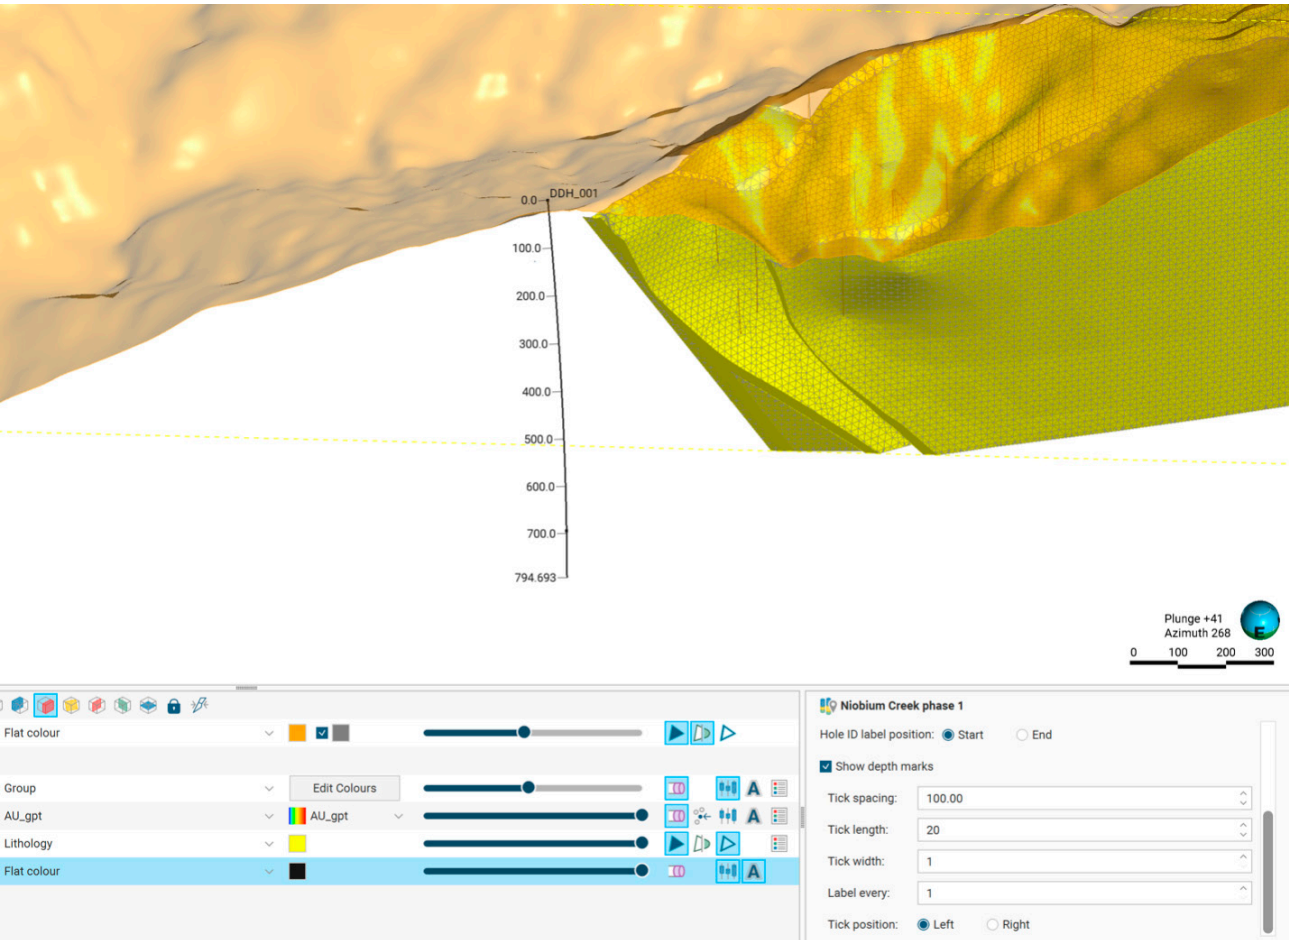 DDH_001
0.0
100.0
200.0
300.0
400.0
500.0
600.0
700.0
794.693
Plunge +41
Azimuth 268
E
0 100 200 300
Flat colour
Group Edit Colours
AU_gpt AU_gpt
Lithology
Flat colour
A
A
A
Niobium Creek phase 1
Hole ID label position: Start End
Show depth marks
Tick spacing: 100.00
Tick length: 20
Tick width: 1
Label every: 1
Tick position: Left Right